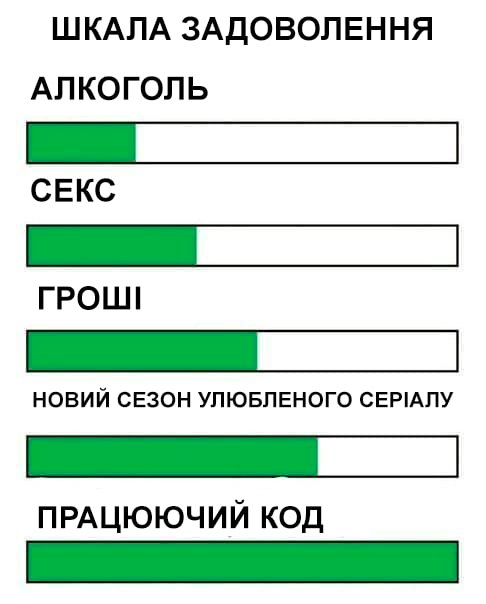 ШКАЛА ЗАДОВОЛЕННЯ
АЛКОГОЛЬ
СЕКС
ГРОШІ
НОВИЙ СЕЗОН УЛЮБЛЕНОГО СЕРІАЛУ
ПРАЦЮЮЧИЙ КОД